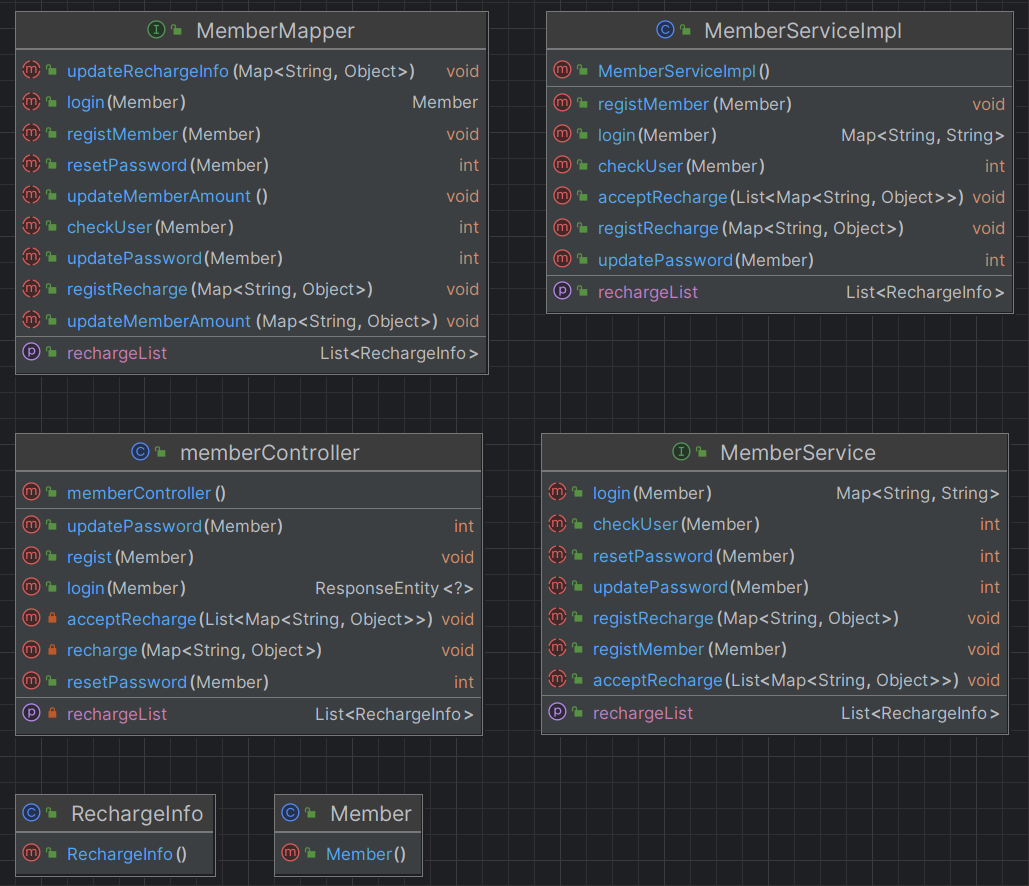 MemberMapper
updateRechargeInfo(Map<String, Object>) void
login(Member) Member
registMember(Member) void
resetPassword(Member) int
updateMemberAmount() void
checkUser(Member) int
updatePassword(Member) int
registRecharge(Map<String, Object>) void
updateMemberAmount(Map<String, Object>) void
rechargeList List<RechargeInfo>
MemberServiceImpl
MemberServiceImpl()
registMember(Member) void
login(Member) Map<String, String>
checkUser(Member) int
acceptRecharge(List<Map<String, Object>>) void
registRecharge(Map<String, Object>) void
updatePassword(Member) int
rechargeList List<RechargeInfo>
memberController
memberController()
updatePassword(Member) int
regist(Member) void
login(Member) ResponseEntity<?>
acceptRecharge(List<Map<String, Object>>) void
recharge(Map<String, Object>) void
resetPassword(Member) int
rechargeList List<RechargeInfo>
MemberService
login(Member) Map<String, String>
checkUser(Member) int
resetPassword(Member) int
updatePassword(Member) int
registRecharge(Map<String, Object>) void
registMember(Member) void
acceptRecharge(List<Map<String, Object>>) void
rechargeList List<RechargeInfo>
RechargeInfo
RechargeInfo()
Member
Member()